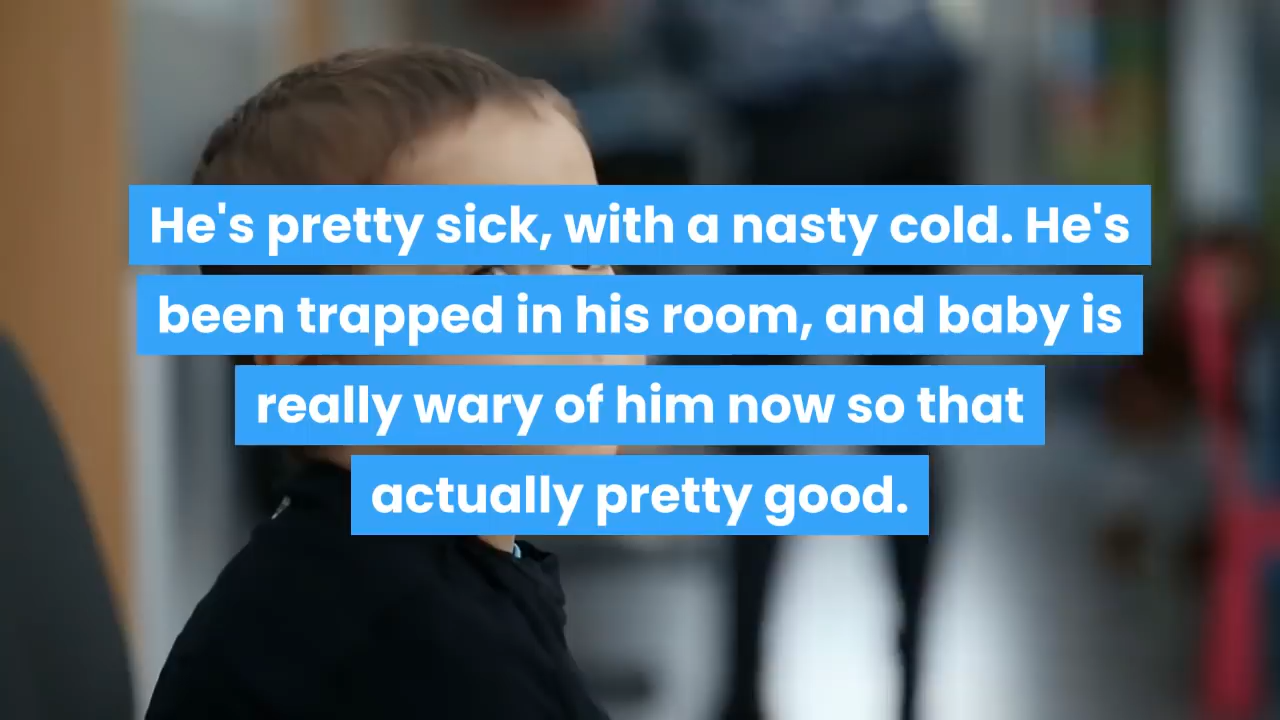 He's pretty sick, with a nasty cold. He's
been trapped in his room, and baby is
really wary of him now so that
actually pretty good.